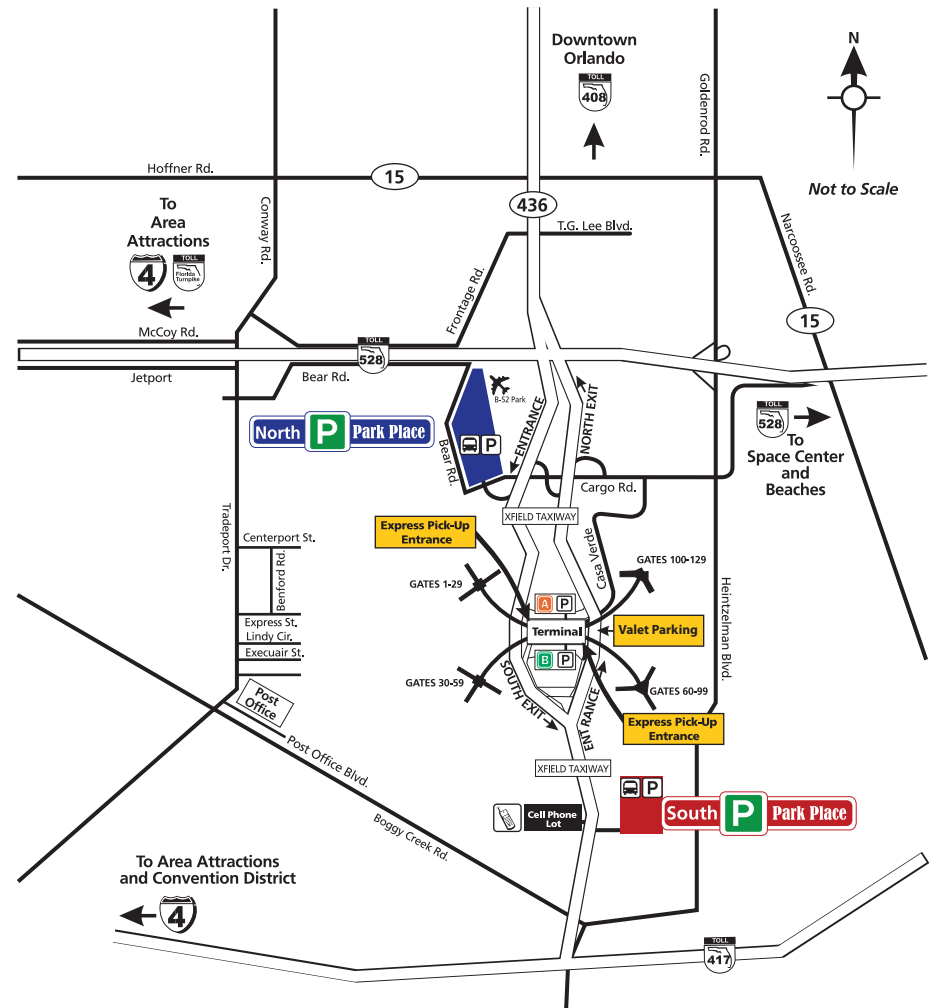 Downtown
Orlando
TOLL
408
N
Not to Scale
Goldenrod Rd.
Hoffner Rd.
15
436
T.G. Lee Blvd.
Conway Rd.
To
Area
Attractions
4
TOLL
Florida
Turnpike
Frontage Rd.
Narcoossee Rd.
15
McCoy Rd.
Jetport
TOLL
528
Bear Rd.
B-52 Park
ENTRANCE
NORTH EXIT
North P Park Place
P
Bear Rd.
TOLL
528
To
Space Center
and
Beaches
Cargo Rd.
XFIELD TAXIWAY
Express Pick-Up
Entrance
Casa Verde
Tradeport Dr.
Centerport St.
Benford Rd.
GATES 1-29
GATES 100-129
A P
Express St.
Lindy Cir.
Execuair St.
Terminal
Valet Parking
B P
Heintzelman Blvd.
GATES 30-59
GATES 60-99
SOUTH EXIT
ENTRANCE
Post
Office
Express Pick-Up
Entrance
Post Office Blvd.
XFIELD TAXIWAY
P
South P Park Place
Cell Phone
Lot
Boggy Creek Rd.
To Area Attractions
and Convention District
4
TOLL
417